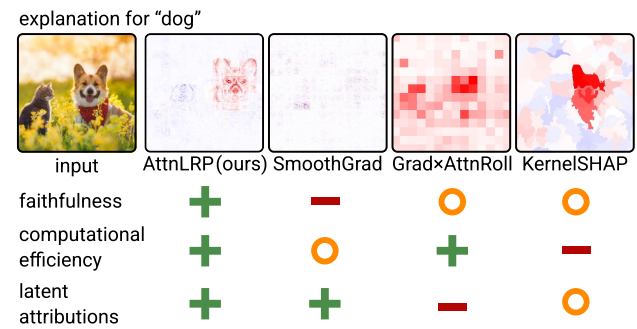 explanation for “dog”
input
AttnLRP(ours)
SmoothGrad
Grad×AttnRoll
KernelSHAP
faithfulness
computational
efficiency
latent
attributions